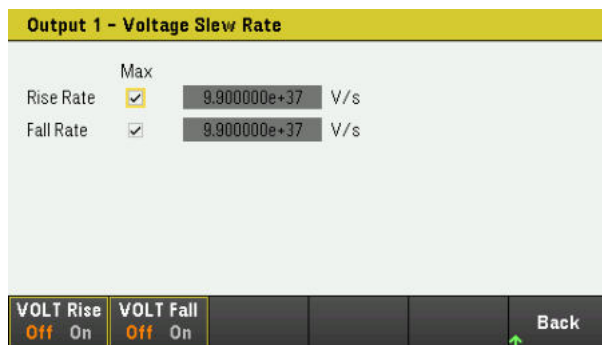 Output 1 – Voltage Slew Rate
Max
Rise Rate 9.900000e+37 V/s
Fall Rate 9.900000e+37 V/s
VOLT Rise VOLT Fall
Off On Off On Back